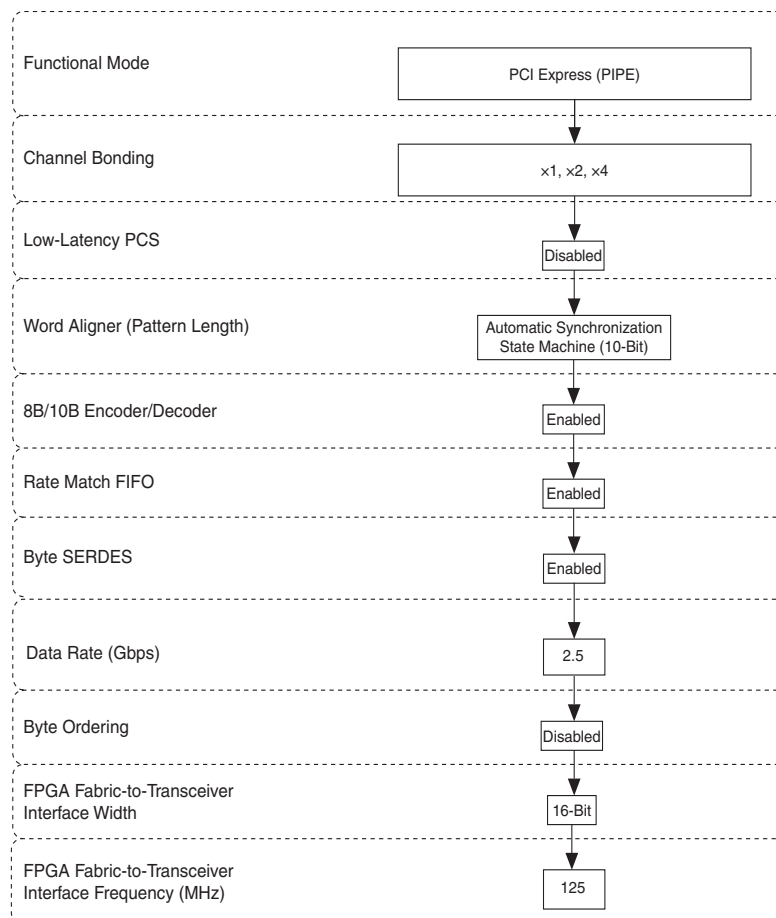 Functional Mode
PCI Express (PIPE)
Channel Bonding
×1, ×2, ×4
Low-Latency PCS
Disabled
Word Aligner (Pattern Length)
Automatic Synchronization
State Machine (10-Bit)
8B/10B Encoder/Decoder
Enabled
Rate Match FIFO
Enabled
Byte SERDES
Enabled
Data Rate (Gbps)
2.5
Byte Ordering
Disabled
FPGA Fabric-to-Transceiver
Interface Width
16-Bit
FPGA Fabric-to-Transceiver
Interface Frequency (MHz)
125